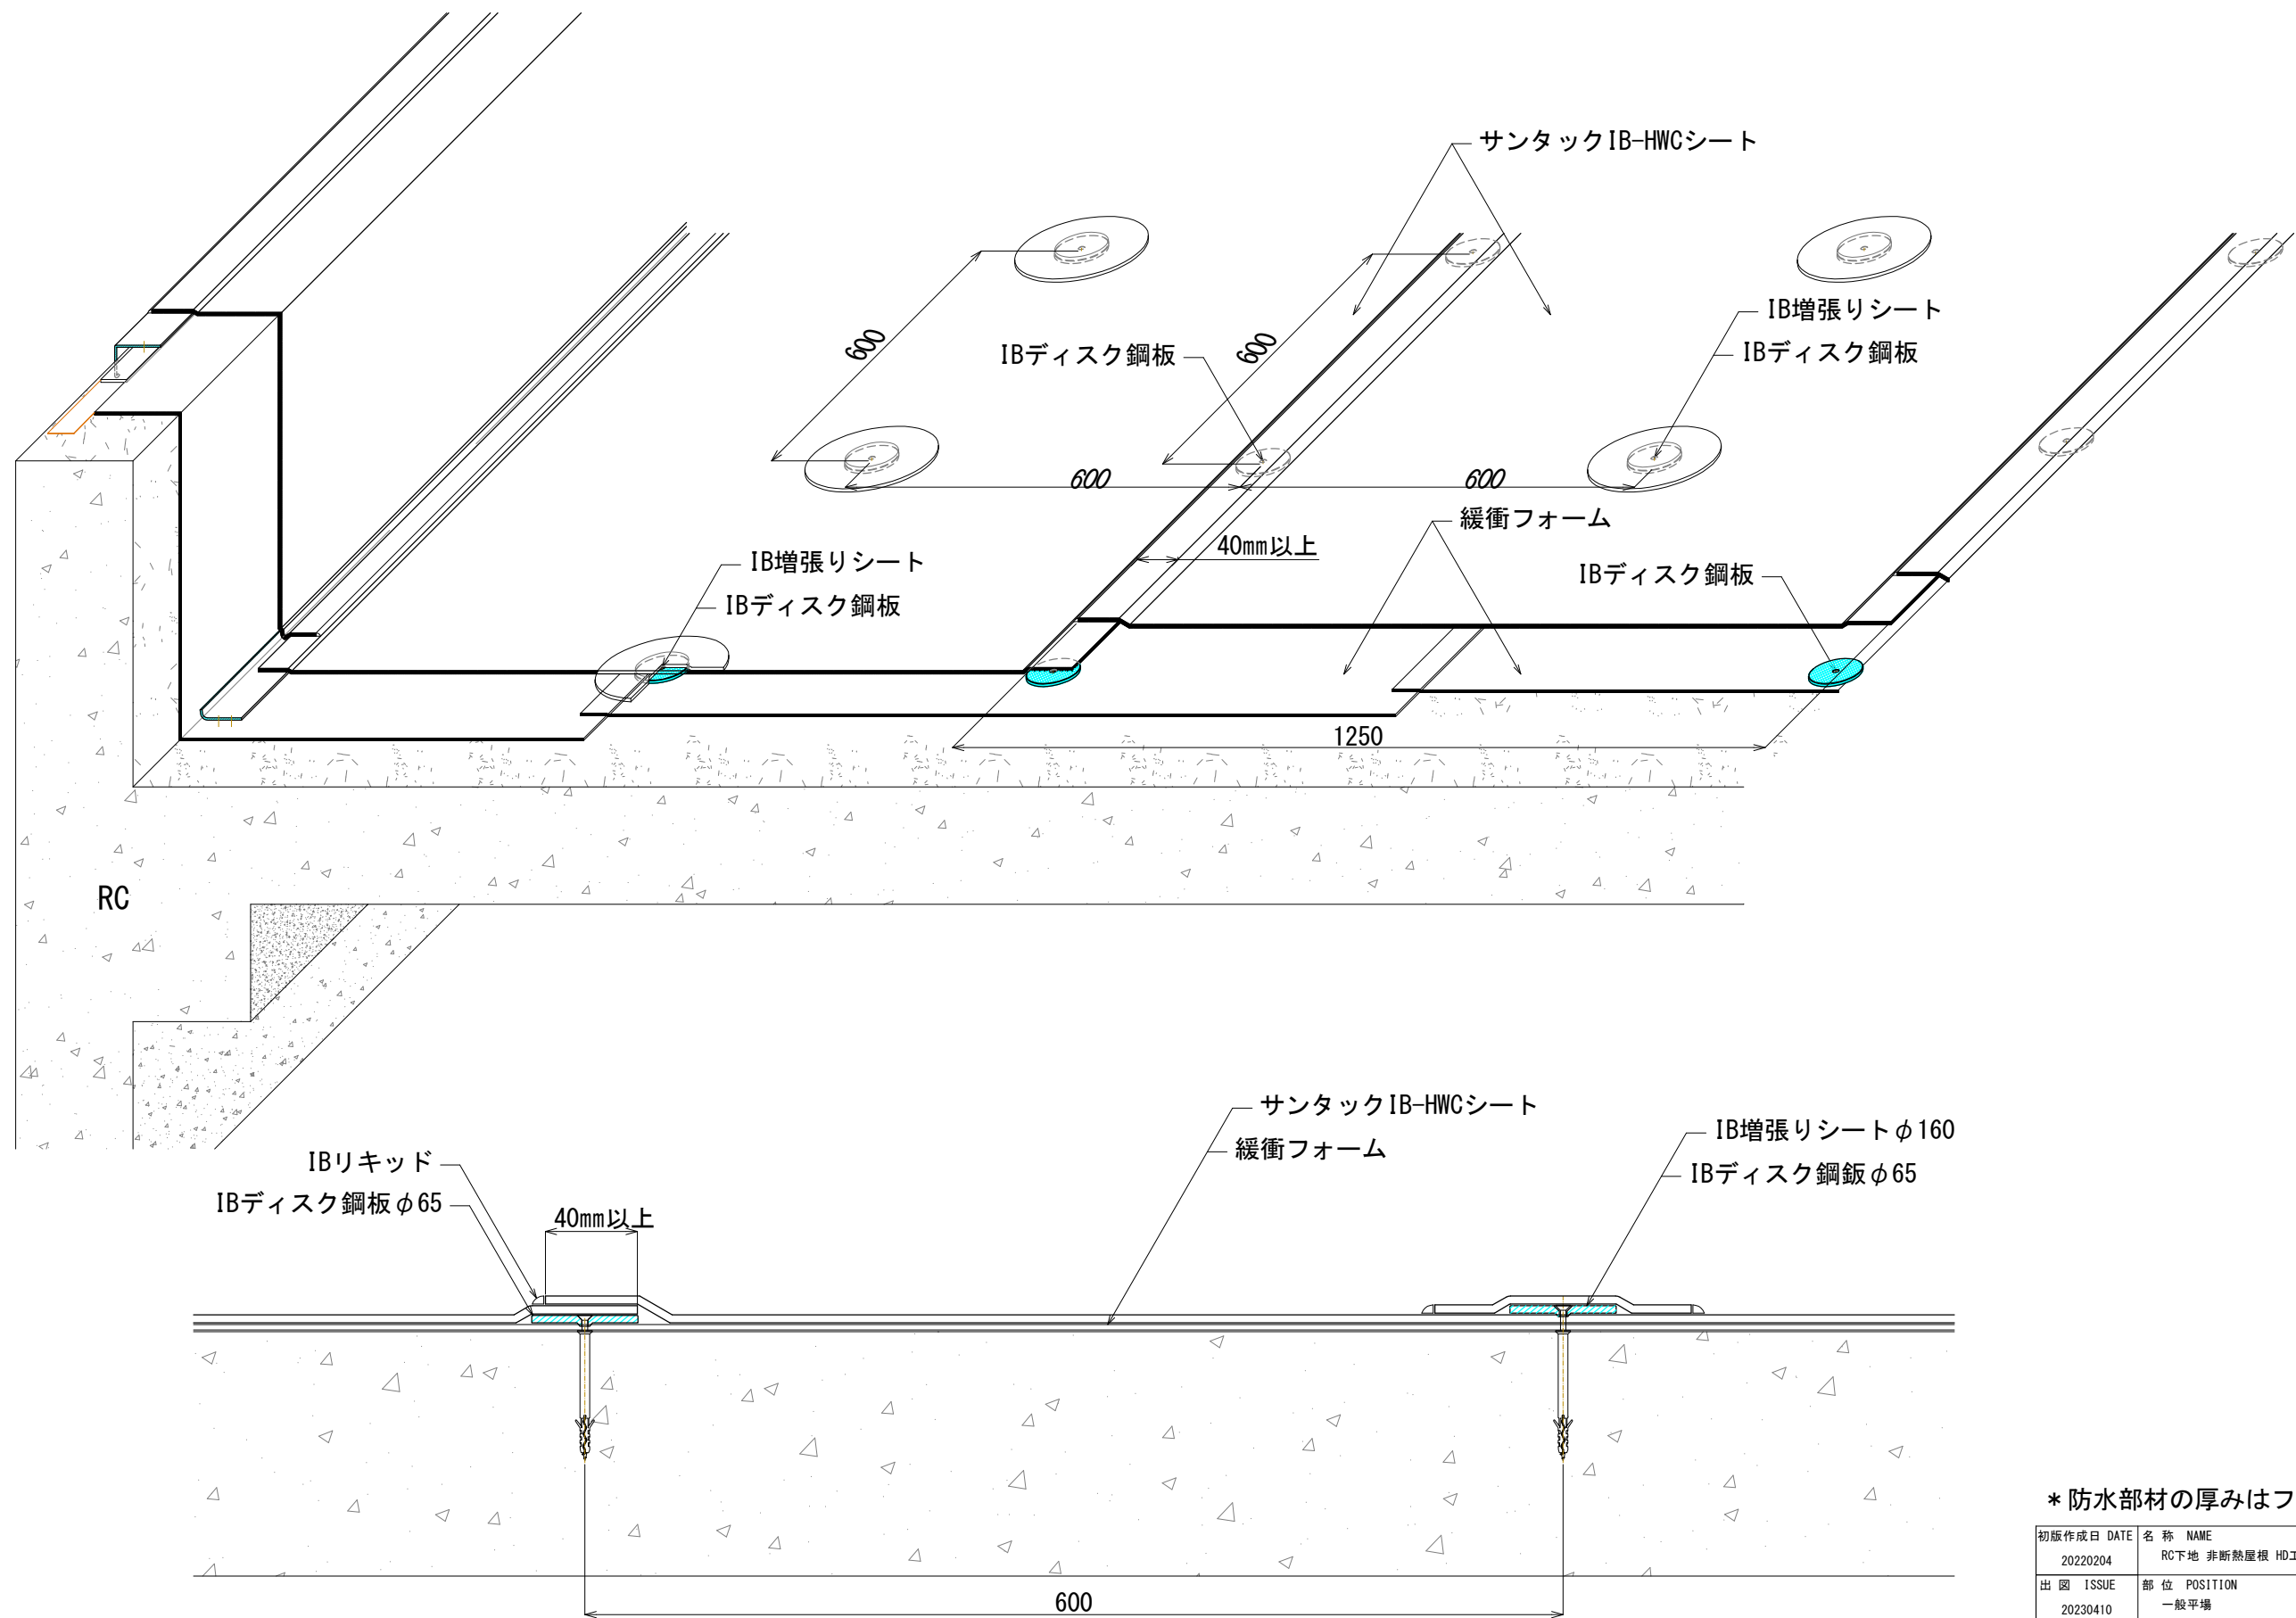 サンタックIB-HWCシート
IB増張りシート
IBディスク鋼板
IBディスク鋼板
600
600
600
600
緩衝フォーム
40mm以上
IB増張りシート
IBディスク鋼板
IBディスク鋼板
1250
RC
サンタックIB-HWCシート
緩衝フォーム
IB増張りシートφ160
IBディスク鋼鈑φ65
IBリキッド
IBディスク鋼板φ65
40mm以上
600
*防水部材の厚みはフ
初版作成日 DATE
20220204
名 称 NAME
RC下地 非断熱屋根 HD工
出 図 ISSUE
20230410
部 位 POSITION
一般平場